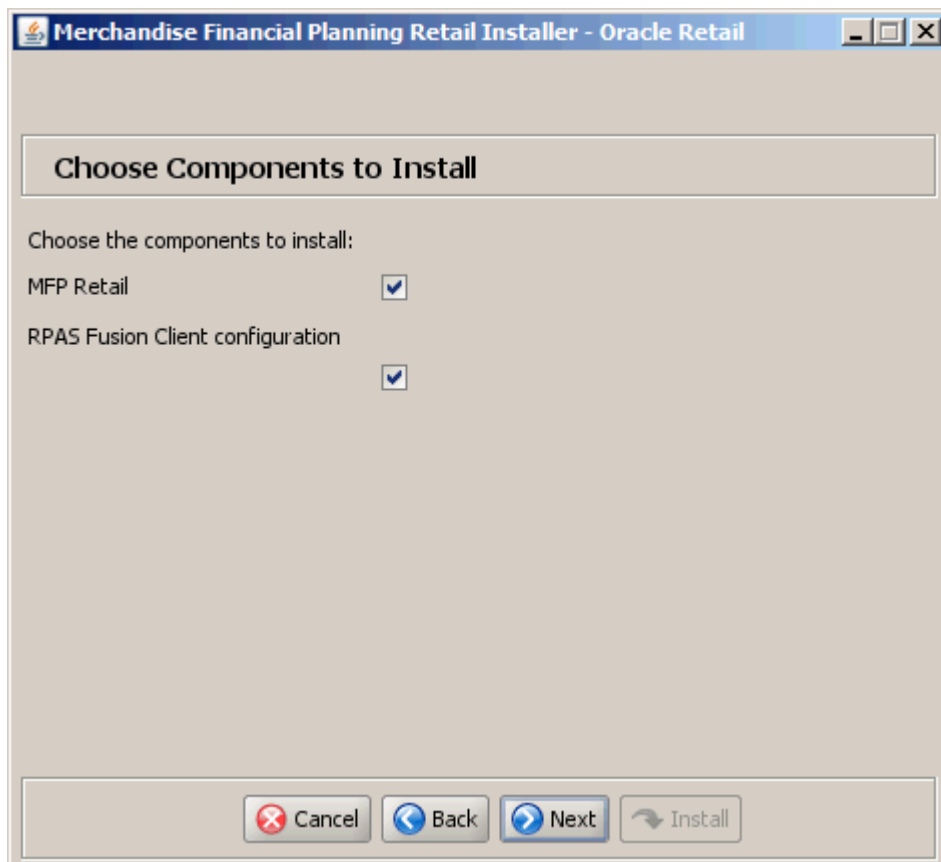 Merchandise Financial Planning Retail Installer - Oracle Retail
Choose Components to Install
Choose the components to install:
MFP Retail
RPAS Fusion Client configuration
Cancel Back Next Install